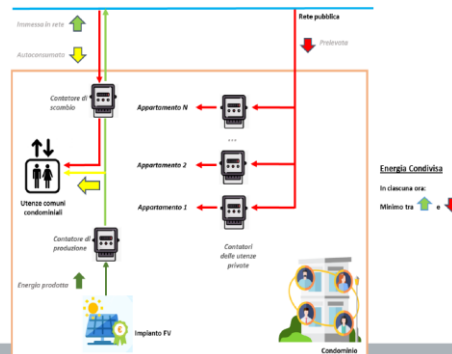 Immessa in rete
Autoconsumata
Rete pubblica
Prelevata
Contatore di
scambio
Appartamento N
...
Appartamento 2
Appartamento 1
Utenze comuni
condominiali
Contatore di
produzione
Contatori
delle utenze
private
Energia prodotta
Impianto FV
Condominio
Energia Condivisa
In ciascuna ora:
Minimo tra e